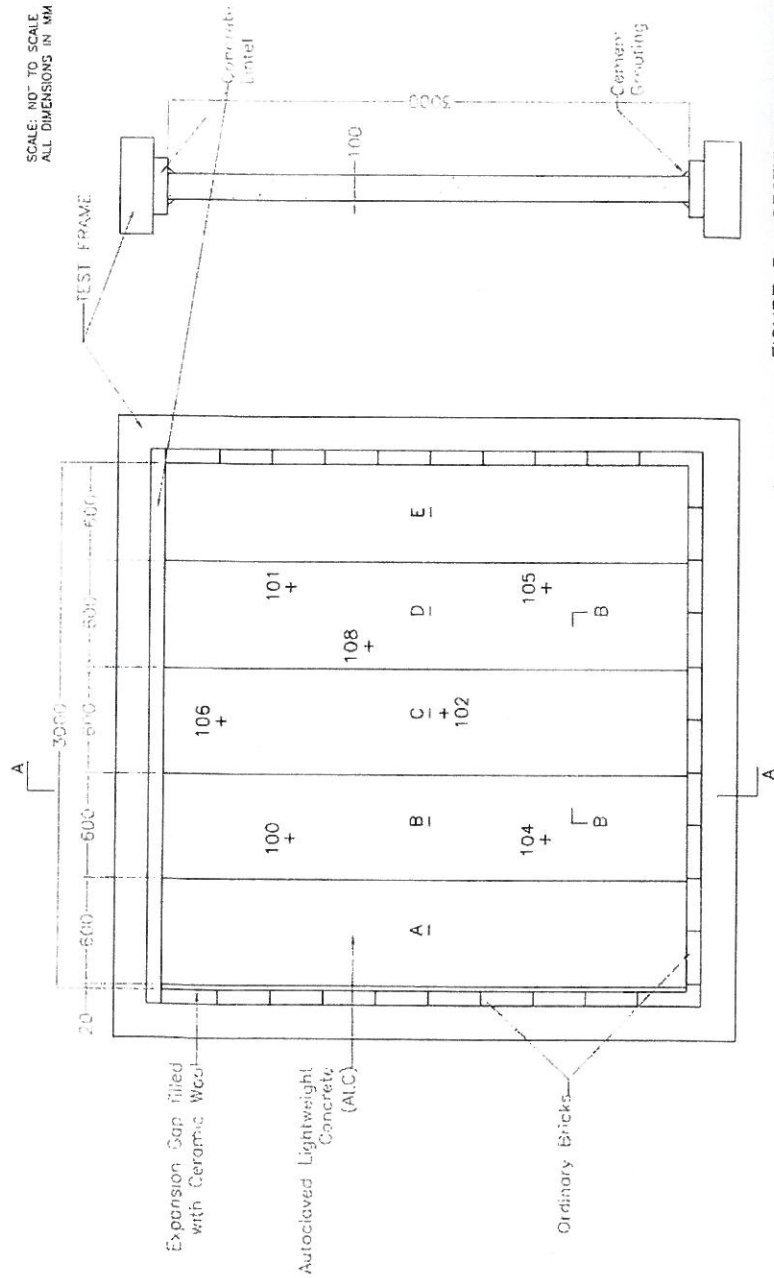 SCALE: NOT TO SCALE
ALL DIMENSIONS IN MM
TEST FRAME
Concrete
Lintel
A
3000
20
600
600
600
600
600
100
3000
Expansion Gap filled
with Ceramic Wool
106
+
101
+
100
+
108
+
Autoclaved Lightweight
Concrete
(ALC)
A
B
C
D
E
+
102
104
+
105
+
B
B
Ordinary Bricks
Cement
Grouting
A